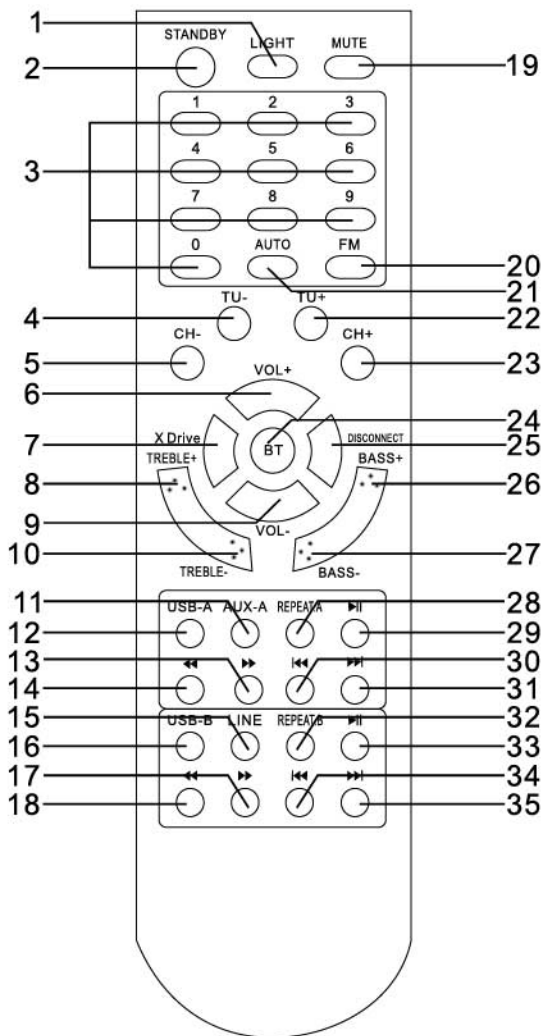 1 STANDBY LIGHT MUTE
2 19
1 2 3
4 5 6
3
7 8 9
0 AUTO FM
20
21
4 TU- TU+ 22
5 CH- CH+ 23
6 VOL+
24
7 X Drive BT DISCONNECT 25
8 TREBLE+ BASS+ 26
9 VOL-
10 27
TREBLE- BASS-
11 USB-A AUX-A REPEATA 28
12 29
13 30
14 31
15 USB-B LINE REPEATB 32
16 33
17 34
18 35